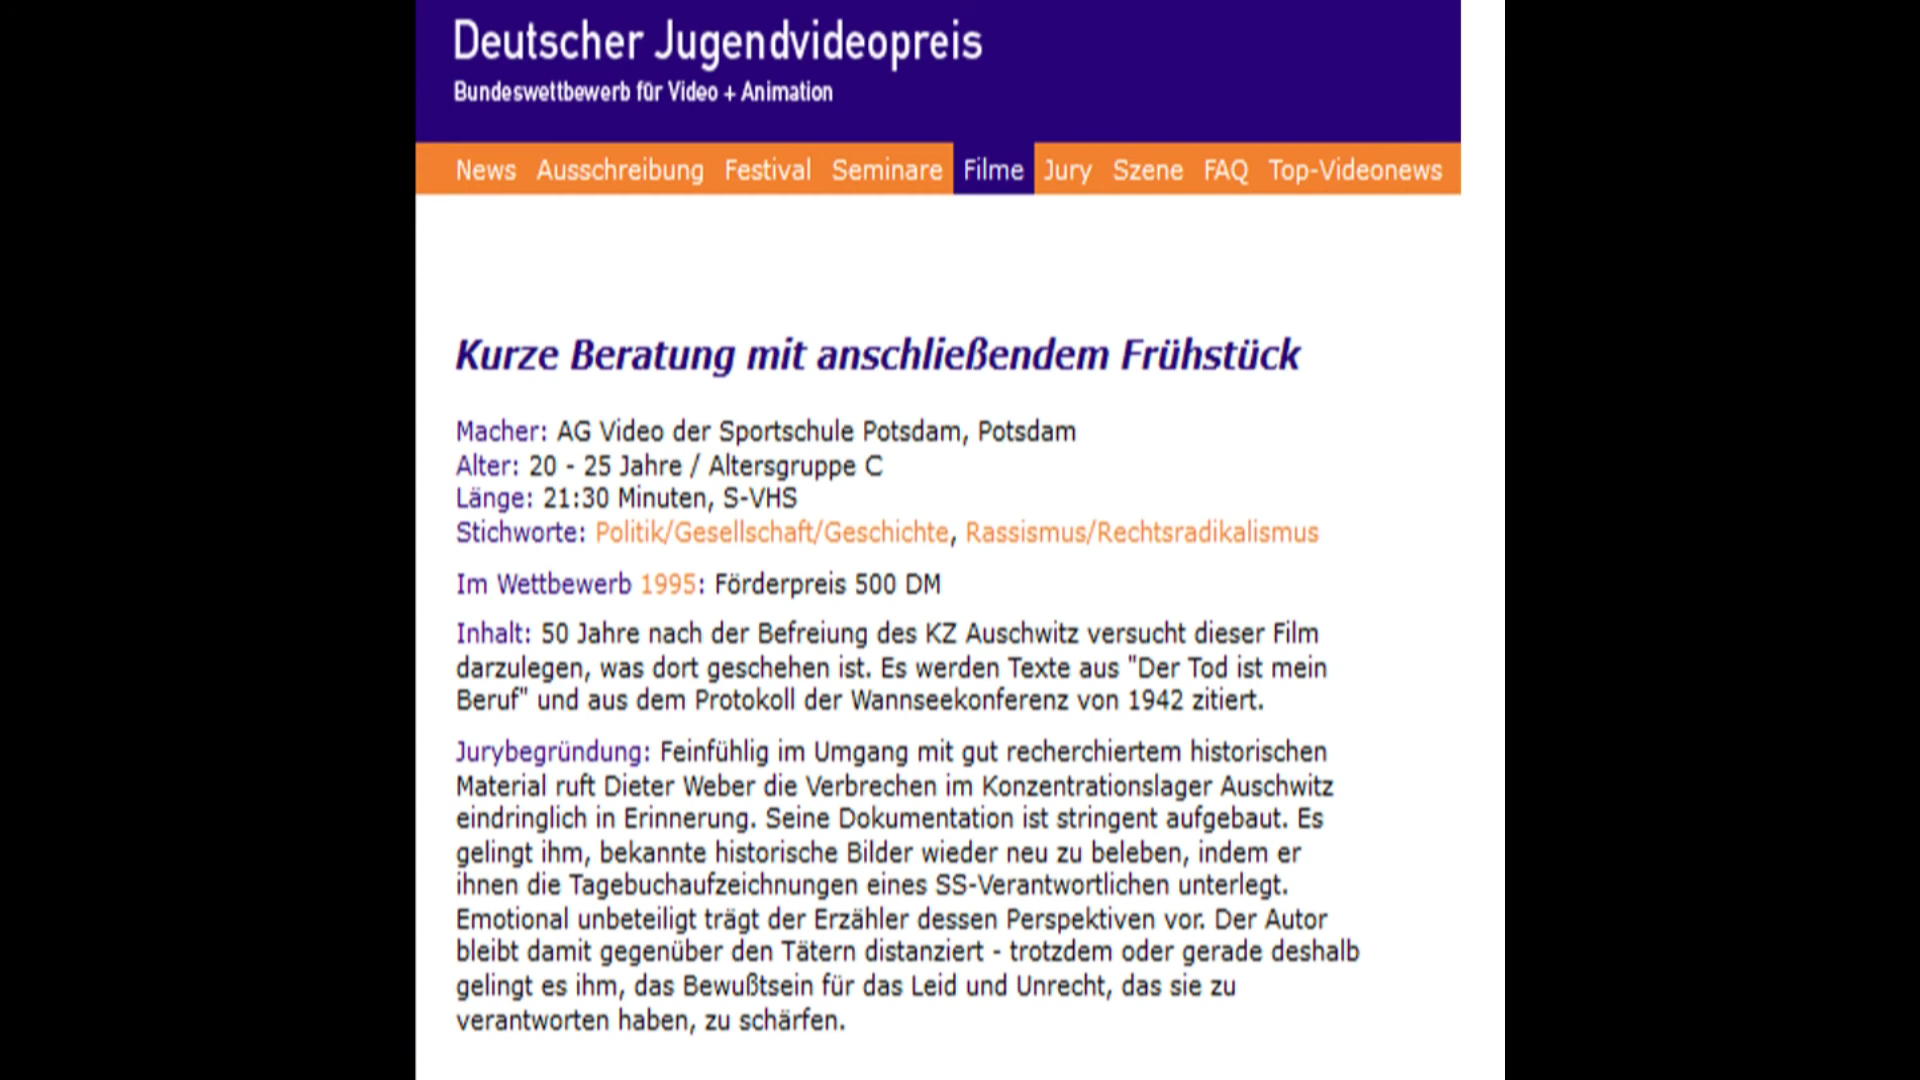 Deutscher Jugendvideopreis
Bundeswettbewerb für Video + Animation
News Ausschreibung Festival Seminare Filme Jury Szene FAQ Top-Videonews
Kurze Beratung mit anschließendem Frühstück
Macher: AG Video der Sportschule Potsdam, Potsdam
Alter: 20 - 25 Jahre / Altersgruppe C
Länge: 21:30 Minuten, S-VHS
Stichworte: Politik/Gesellschaft/Geschichte, Rassismus/Rechtsradikalismus
Im Wettbewerb 1995: Förderpreis 500 DM
Inhalt: 50 Jahre nach der Befreiung des KZ Auschwitz versucht dieser Film
darzulegen, was dort geschehen ist. Es werden Texte aus "Der Tod ist mein
Beruf" und aus dem Protokoll der Wannseekonferenz von 1942 zitiert.
Jurybegründung: Feinfühlig im Umgang mit gut recherchiertem historischen
Material ruft Dieter Weber die Verbrechen im Konzentrationslager Auschwitz
eindringlich in Erinnerung. Seine Dokumentation ist stringent aufgebaut. Es
gelingt ihm, bekannte historische Bilder wieder neu zu beleben, indem er
ihnen die Tagebuchaufzeichnungen eines SS-Verantwortlichen unterlegt.
Emotional unbeteiligt trägt der Erzähler dessen Perspektiven vor. Der Autor
bleibt damit gegenüber den Tätern distanziert - trotzdem oder gerade deshalb
gelingt es ihm, das Bewußtsein für das Leid und Unrecht, das sie zu
verantworten haben, zu schärfen.